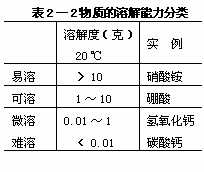 表2—2物质的溶解能力分类
溶解度（克）
20℃
实 例
易溶 ＞10 硝酸铵
可溶 1～10 硼酸
微溶 0.01～1 氢氧化钙
难溶 ＜0.01 碳酸钙